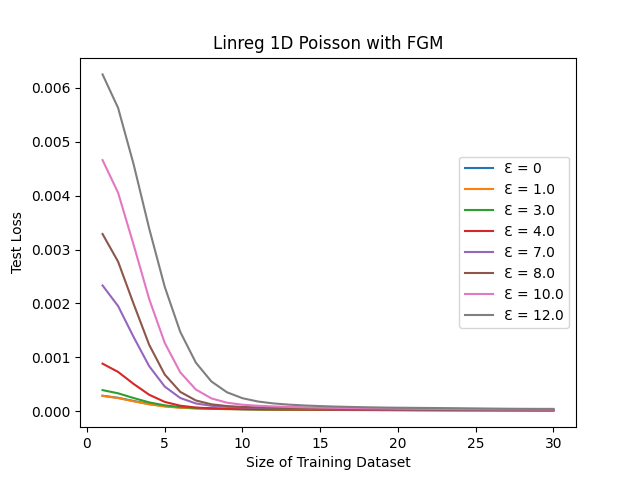 Linreg 1D Poisson with FGM
Test Loss
0.006
0.005
0.004
0.003
0.002
0.001
0.000
Ɛ = 0
Ɛ = 1.0
Ɛ = 3.0
Ɛ = 4.0
Ɛ = 7.0
Ɛ = 8.0
Ɛ = 10.0
Ɛ = 12.0
0 5 10 15 20 25 30
Size of Training Dataset